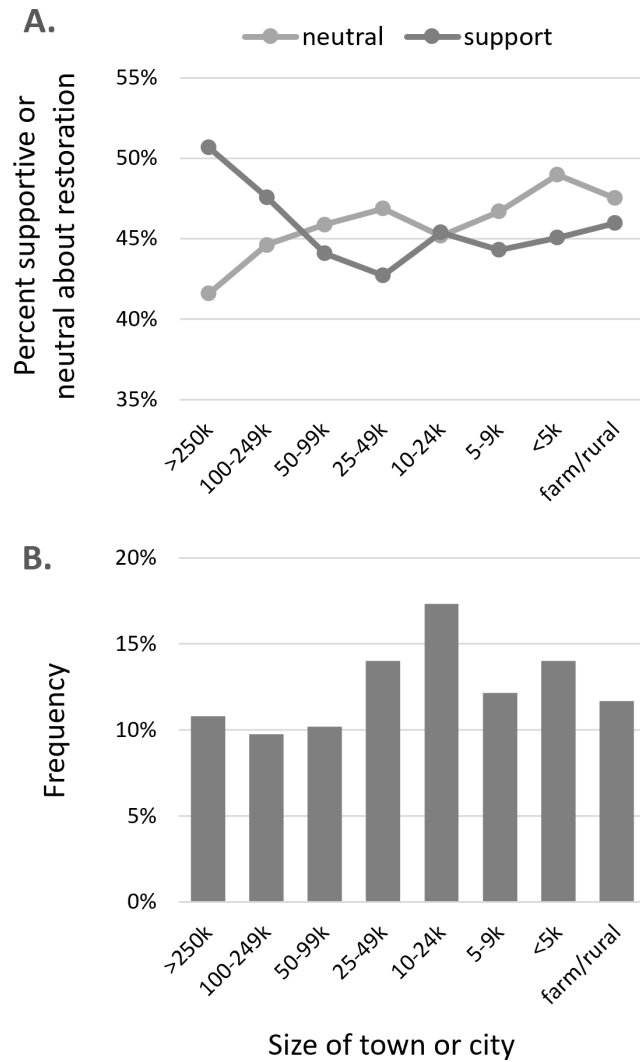 A.
neutral support
Percent supportive or
neutral about restoration
55%
50%
45%
40%
35%
>250k
100-249k
50-99k
25-49k
10-24k
5-9k
<5k
farm/rural
B.
Frequency
20%
15%
10%
5%
0%
>250k
100-249k
50-99k
25-49k
10-24k
5-9k
<5k
farm/rural
Size of town or city